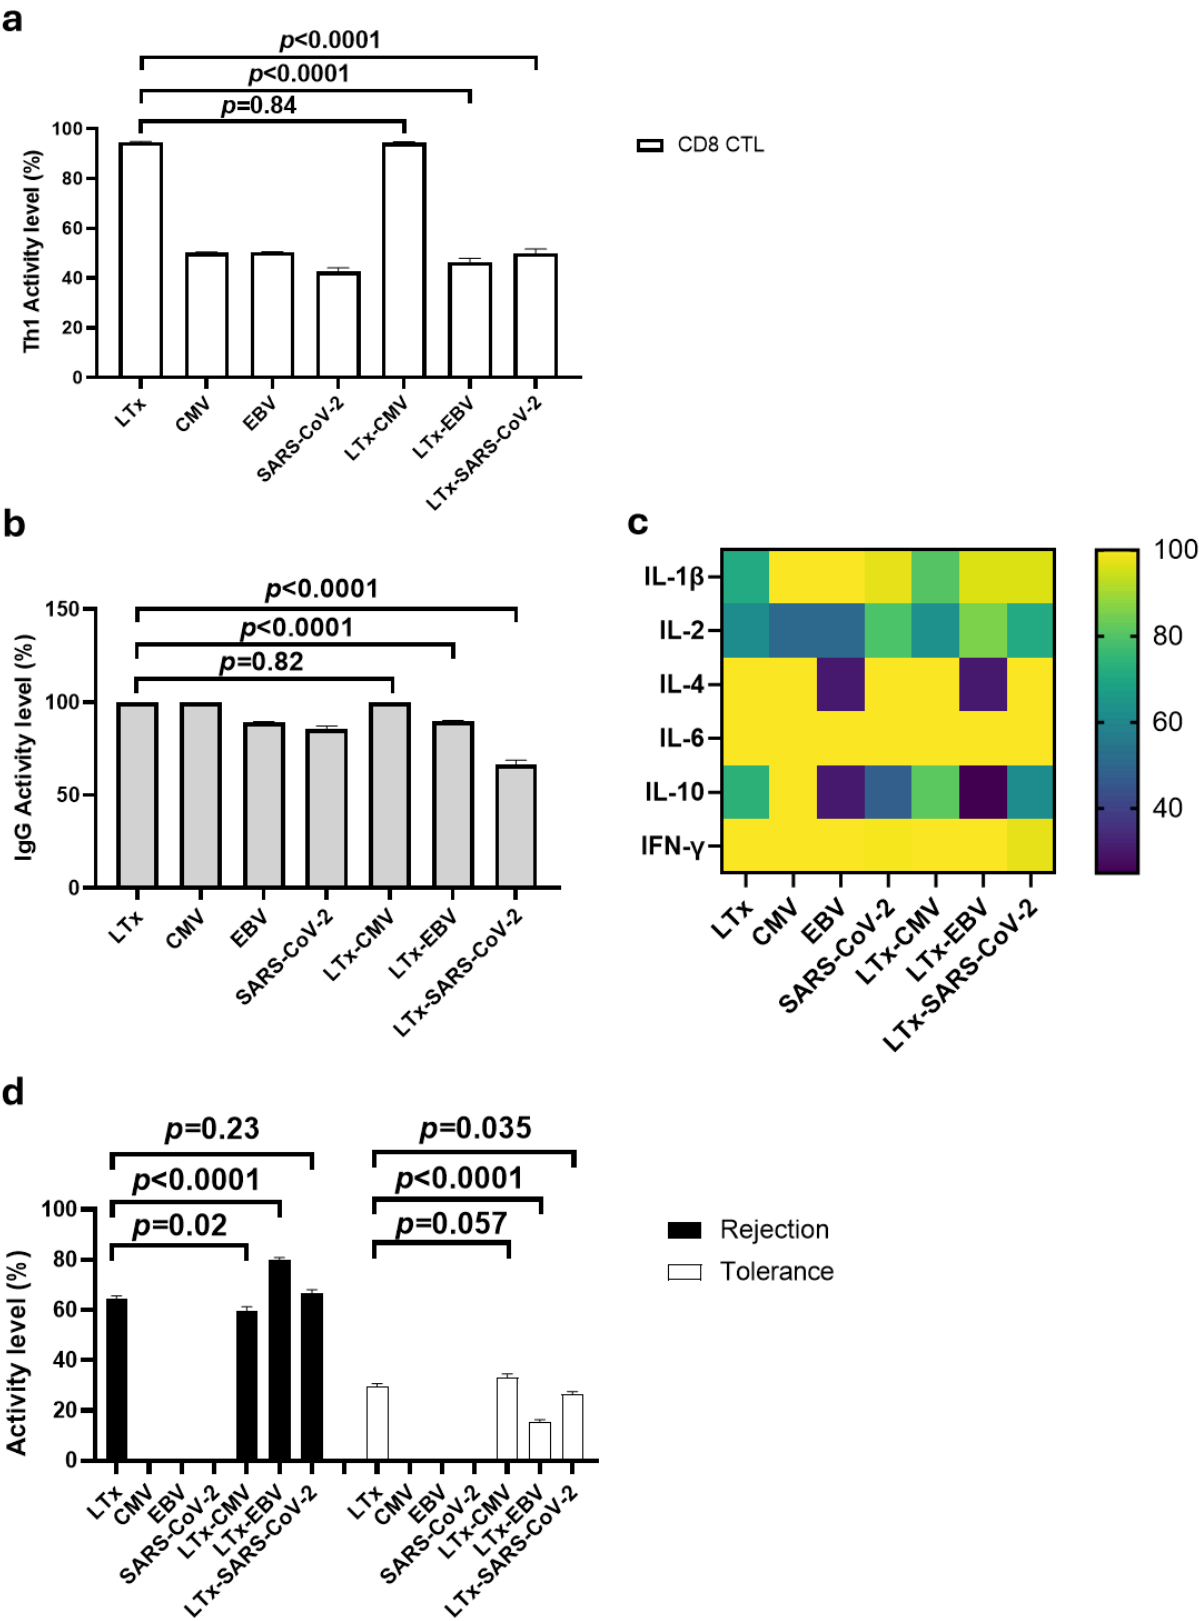 a
p<0.0001
p<0.0001
p=0.84
Th1 Activity level (%)
100
80
60
40
20
0
LTx
CMV
EBV
SARS-CoV-2
LTx-CMV
LTx-EBV
LTx-SARS-CoV-2
CD8 CTL
b
p<0.0001
p<0.0001
p=0.82
IgG Activity level (%)
150
100
50
0
LTx
CMV
EBV
SARS-CoV-2
LTx-CMV
LTx-EBV
LTx-SARS-CoV-2
c
IL-1β
IL-2
IL-4
IL-6
IL-10
IFN-γ
LTx
CMV
EBV
SARS-CoV-2
LTx-CMV
LTx-EBV
LTx-SARS-CoV-2
100
80
60
40
d
p=0.23
p<0.0001
p=0.02
p=0.035
p<0.0001
p=0.057
Activity level (%)
100
80
60
40
20
0
LTx
CMV
EBV
SARS-CoV-2
LTx-CMV
LTx-EBV
LTx-SARS-CoV-2
LTx
CMV
EBV
SARS-CoV-2
LTx-CMV
LTx-EBV
LTx-SARS-CoV-2
Rejection
Tolerance